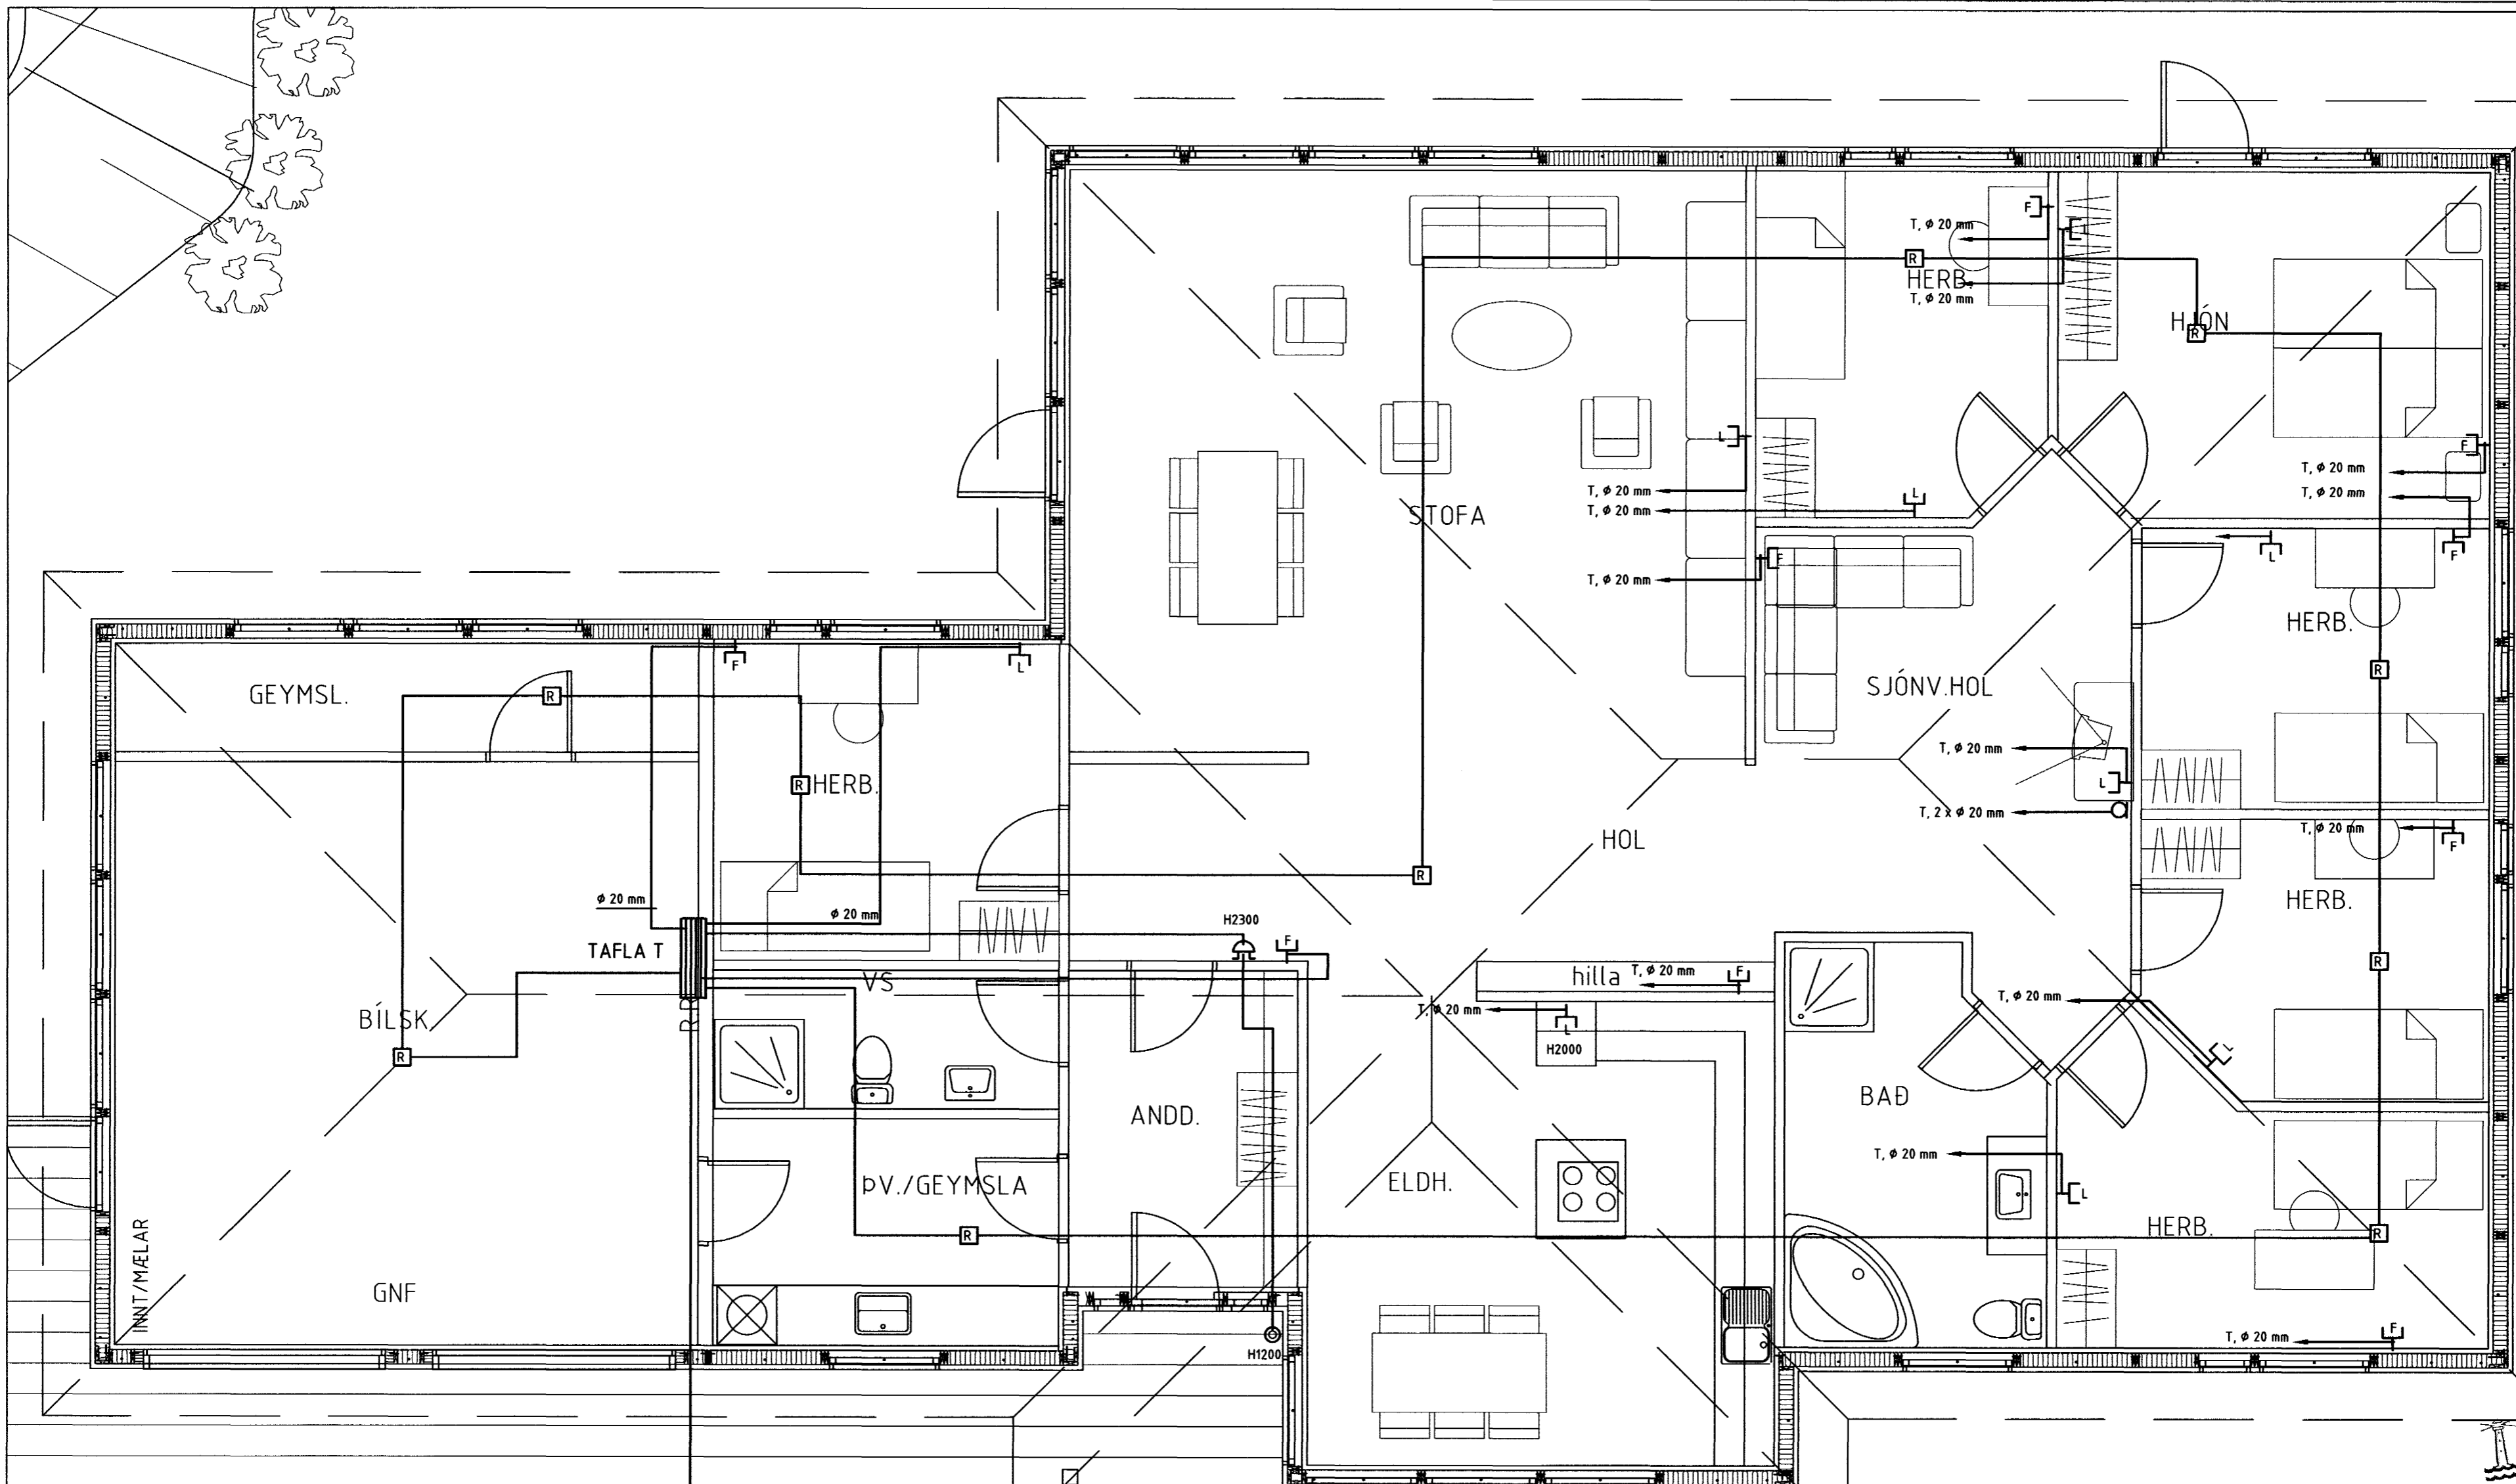 F
T, ⌀ 20 mm
L
R
HERB.
T, ⌀ 20 mm
HJÓN
R
L
F
T, ⌀ 20 mm
T, ⌀ 20 mm
T, ⌀ 20 mm
L
T, ⌀ 20 mm
STOFA
L
F
F
T, ⌀ 20 mm
HERB.
F
L
R
GEYMSL.
R
SJÓNV.HOL
T, ⌀ 20 mm
R
HERB.
L
T, 2 x ⌀ 20 mm
T, ⌀ 20 mm
HOL
F
R
⌀ 20 mm
⌀ 20 mm
HERB.
H2300
F
TAFLA T
VS
hilla
T, ⌀ 20 mm
F
R
T, ⌀ 20 mm
T, ⌀ 20 mm
BÍLSK.
L
R
H2000
L
BAÐ
ANDD.
T, ⌀ 20 mm
ÞV./GEYMSLA
ELDH.
L
HERB.
R
R
INNT/MÆLAR
GNF
T, ⌀ 20 mm
F
H1200